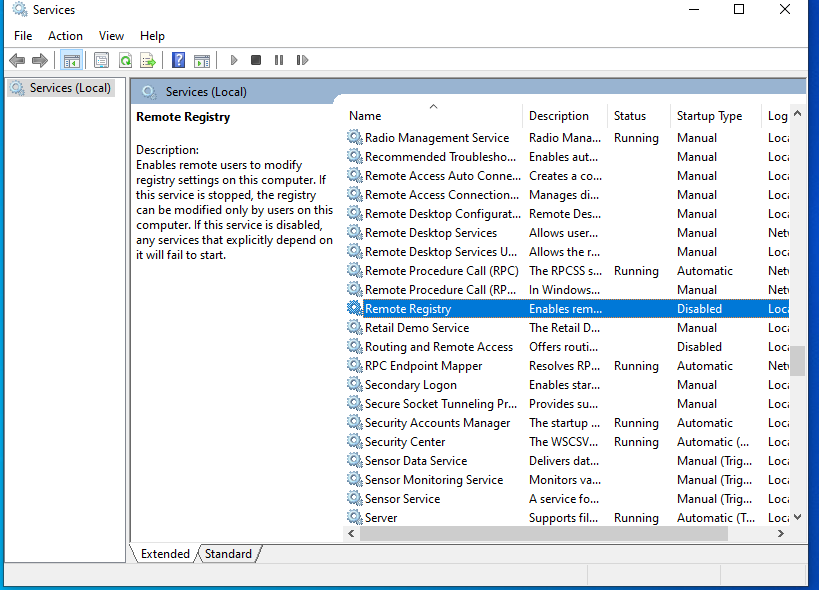 Services
File Action View Help
Services (Local)
Services (Local)
Remote Registry
Description:
Enables remote users to modify
registry settings on this computer. If
this service is stopped, the registry
can be modified only by users on this
computer. If this service is disabled,
any services that explicitly depend on
it will fail to start.
Name Description Status Startup Type Log
Radio Management Service Radio Mana... Running Manual Loca
Recommended Troublesho... Enables aut... Manual Loca
Remote Access Auto Conne... Creates a co... Manual Loca
Remote Access Connection... Manages di... Manual Loca
Remote Desktop Configurat... Remote Des... Manual Loca
Remote Desktop Services Allows user... Manual Netv
Remote Desktop Services U... Allows the r... Manual Loca
Remote Procedure Call (RPC) The RPCSS s... Running Automatic Netv
Remote Procedure Call (RP... In Windows... Manual Netv
Remote Registry Enables rem... Disabled Loca
Retail Demo Service The Retail D... Manual Loca
Routing and Remote Access Offers routi... Disabled Loca
RPC Endpoint Mapper Resolves RP... Running Automatic Netv
Secondary Logon Enables star... Manual Loca
Secure Socket Tunneling Pr... Provides su... Manual Loca
Security Accounts Manager The startup ... Running Automatic Loca
Security Center The WSCSV... Running Automatic (... Loca
Sensor Data Service Delivers dat... Manual (Trig... Loca
Sensor Monitoring Service Monitors va... Manual (Trig... Loca
Sensor Service A service fo... Manual (Trig... Loca
Server Supports fil... Running Automatic (T... Loca
Extended Standard